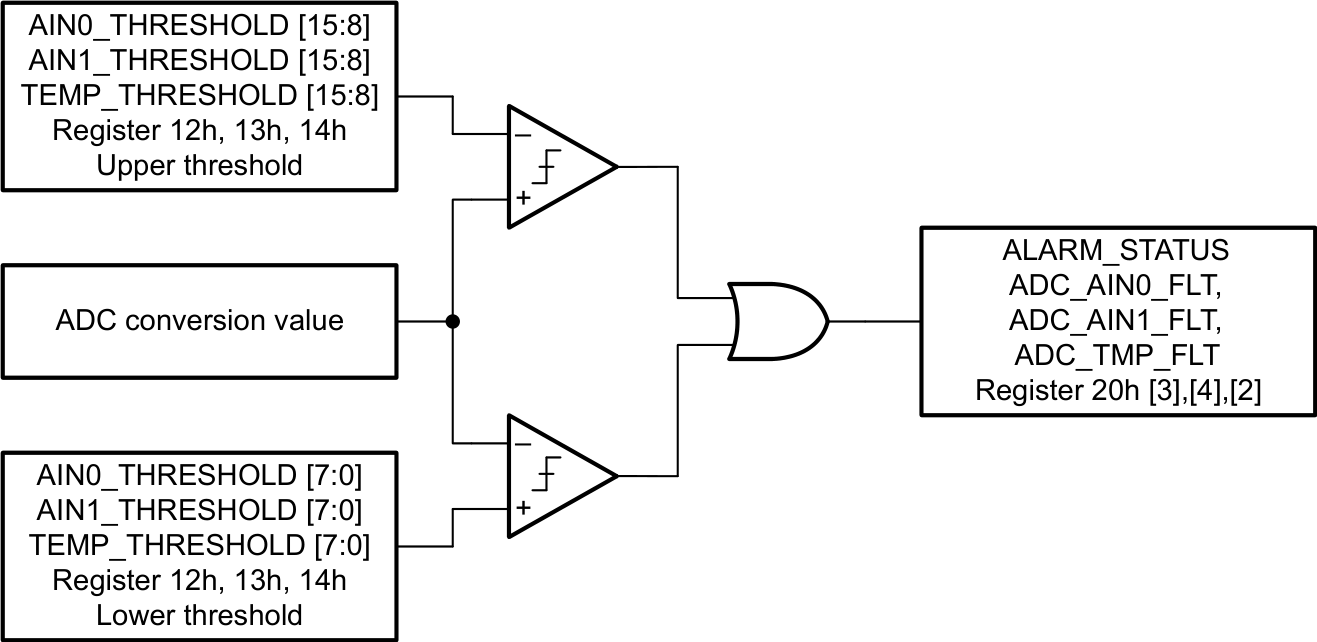 AIN0_THRESHOLD [15:8]
AIN1_THRESHOLD [15:8]
TEMP_THRESHOLD [15:8]
Register 12h, 13h, 14h
Upper threshold
−
+
ADC conversion value
ALARM_STATUS
ADC_AIN0_FLT,
ADC_AIN1_FLT,
ADC_TMP_FLT
Register 20h [3],[4],[2]
−
+
AIN0_THRESHOLD [7:0]
AIN1_THRESHOLD [7:0]
TEMP_THRESHOLD [7:0]
Register 12h, 13h, 14h
Lower threshold